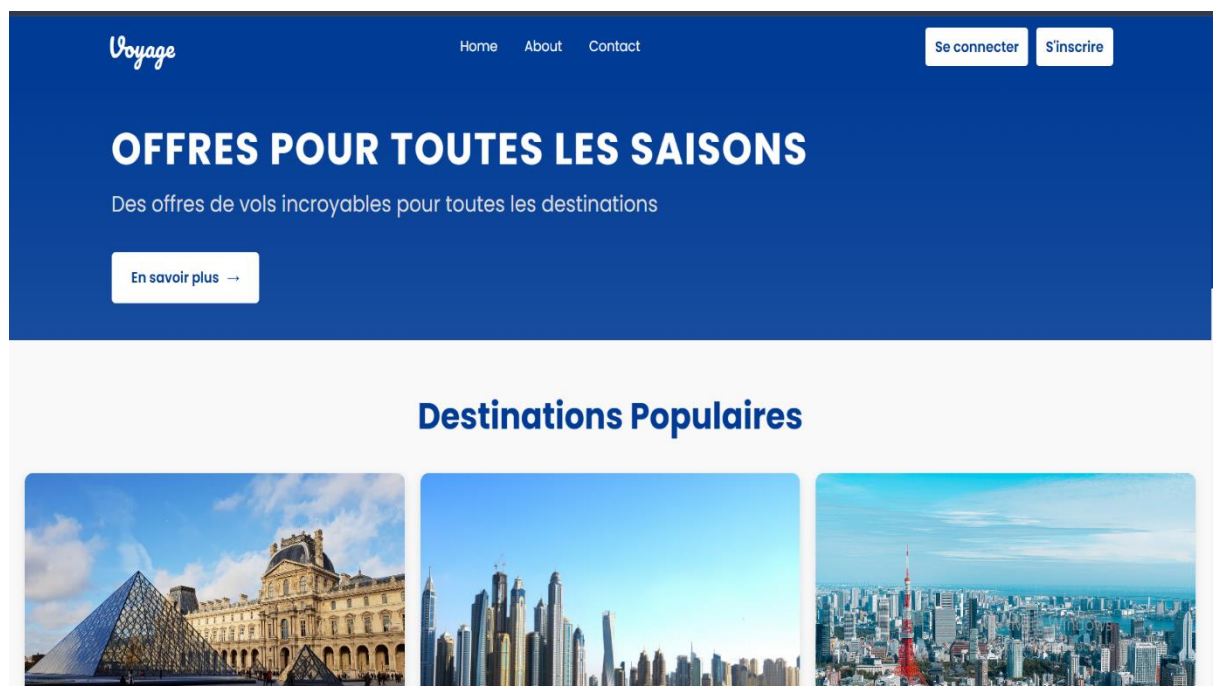 Voyage
Home About Contact
Se connecter S'inscrire
OFFRES POUR TOUTES LES SAISONS
Des offres de vols incroyables pour toutes les destinations
En savoir plus →
Destinations Populaires